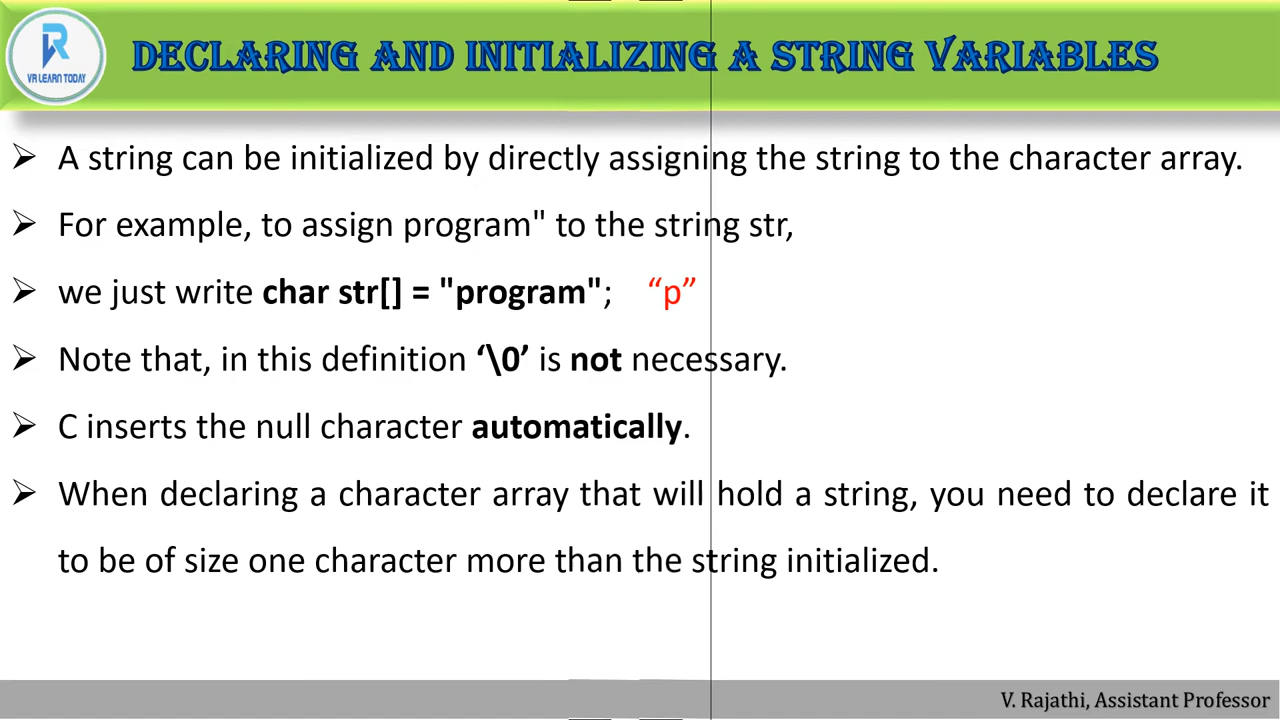 VR LEARN TODAY
DECLARING AND INITIALIZING A STRING VARIABLES
➢ A string can be initialized by directly assigning the string to the character array.
➢ For example, to assign program" to the string str,
➢ we just write char str[] = "program"; “p”
➢ Note that, in this definition ‘\0’ is not necessary.
➢ C inserts the null character automatically.
➢ When declaring a character array that will hold a string, you need to declare it
to be of size one character more than the string initialized.
V. Rajathi, Assistant Professor